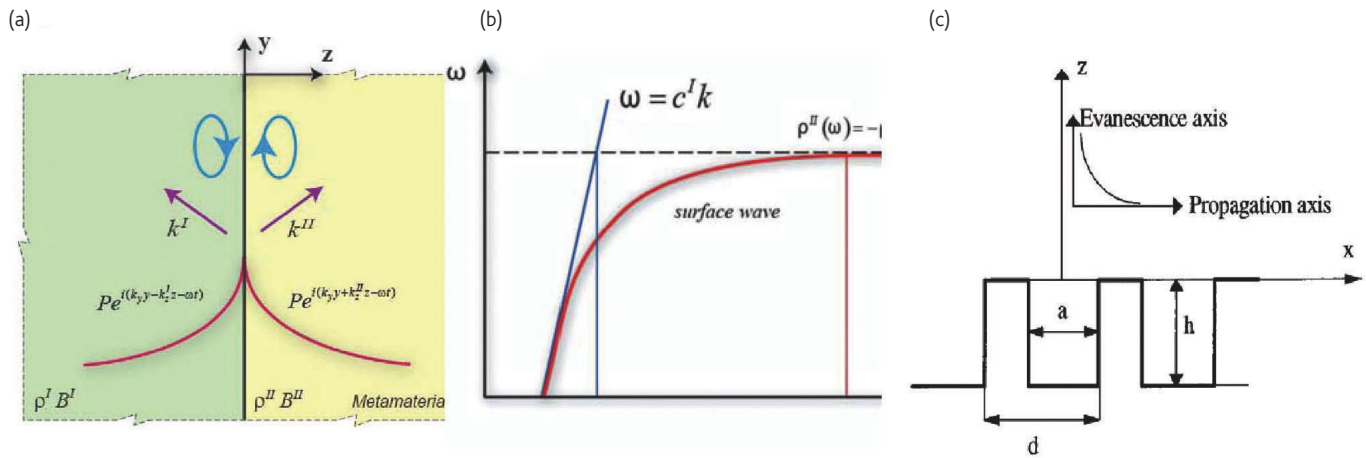 (a)
(b)
(c)
y
z
k^I
k^II
Pe^{i(k_y y−k_z^I z−ωt)}
Pe^{i(k_y y+k_z^II z−ωt)}
ρ^I B^I
ρ^II B^II
Metamateria
ω
ω = c^I k
ρ^II(ω)=−ρ
surface wave
z
Evanescence axis
Propagation axis
x
a
h
d